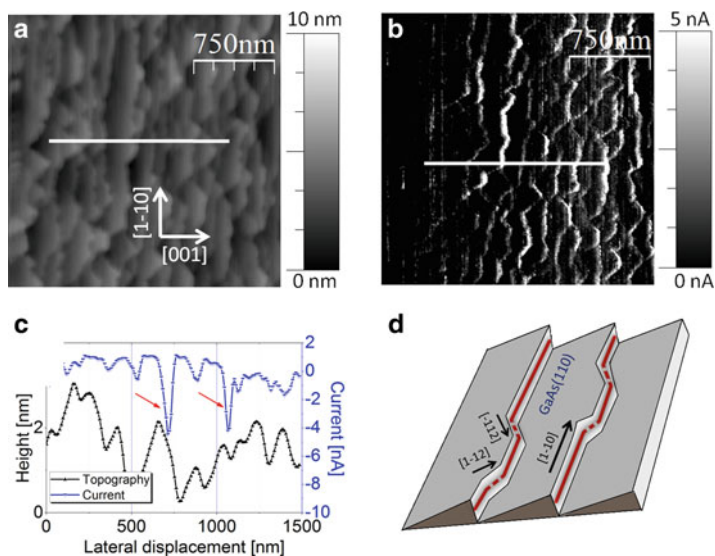 a
750nm
[1-10]
[001]
10 nm
0 nm
b
750nm
5 nA
0 nA
c
Height [nm]
2
0
Topography
Current
0
500
1000
1500
Lateral displacement [nm]
2
0
-2
-4
-6
-8
-10
Current [nA]
d
GaAs(110)
[-112]
[1-12]
[1-10]